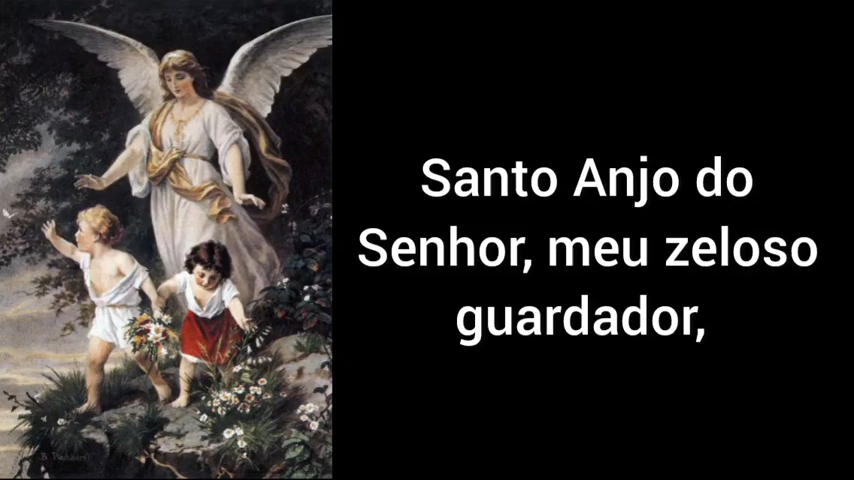 Santo Anjo do
Senhor, meu zeloso
guardador,